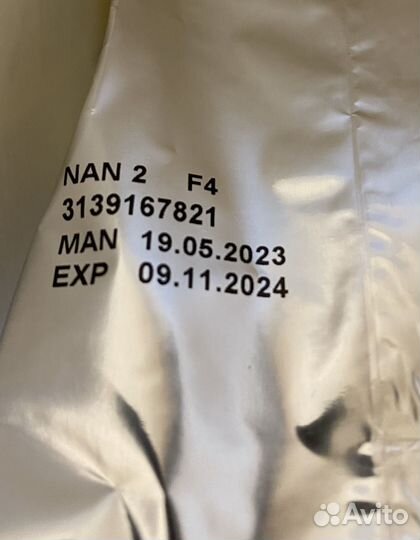 NAN 2 F4
3139167821
MAN 19.05.2023
EXP 09.11.2024
Avito